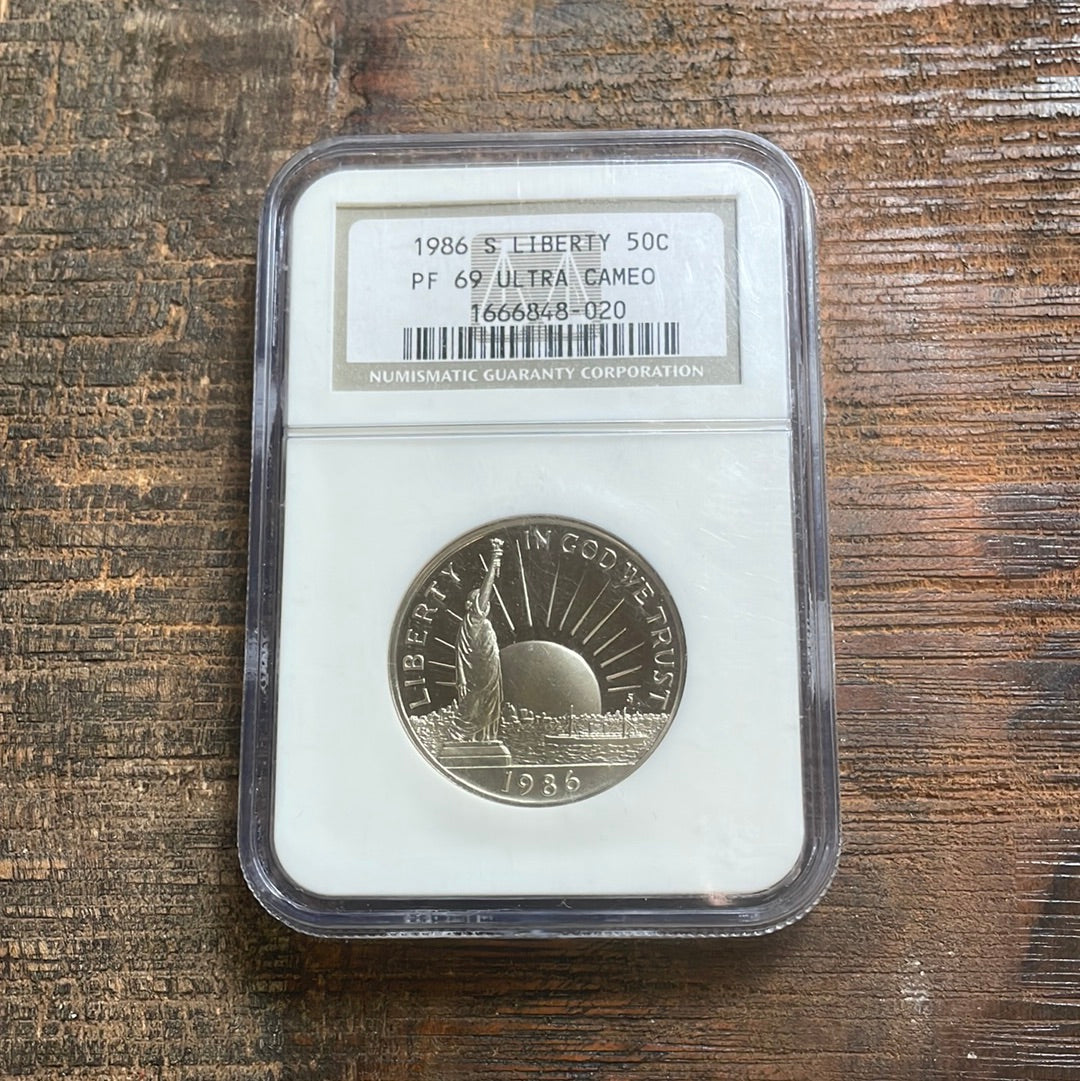 1986 S LIBERTY 50C
PF 69 ULTRA CAMEO
1666848-020
NUMISMATIC GUARANTY CORPORATION
LIBERTY
IN GOD WE TRUST
S
1986